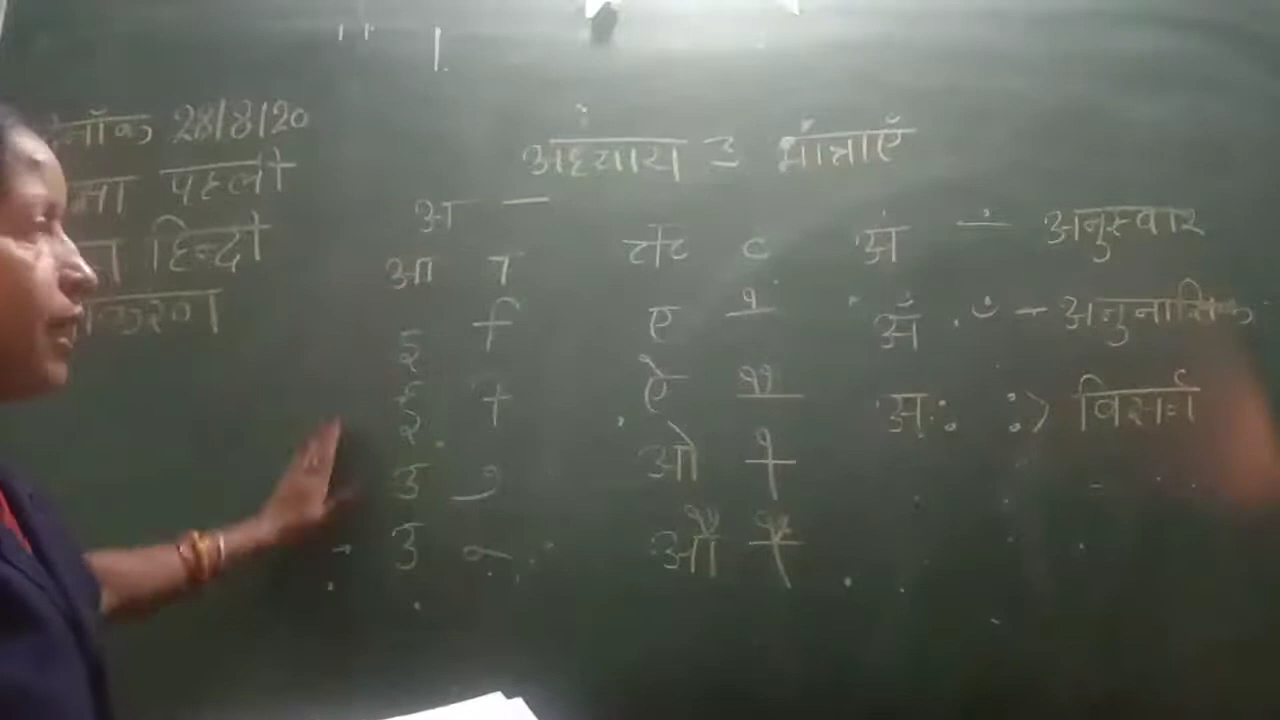 नाँक 28/8/20
पहली
हिन्दी
करण
अध्याय 3 मात्राएँ
अ —
आ ा
इ ि
ई ी
उ ु
ऊ ू
ऋ ृ
ए े
ऐ ै
ओ ो
औ ौ
अं — ं — अनुस्वार
अँ ँ — अनुनासिक
अः : > विसर्ग